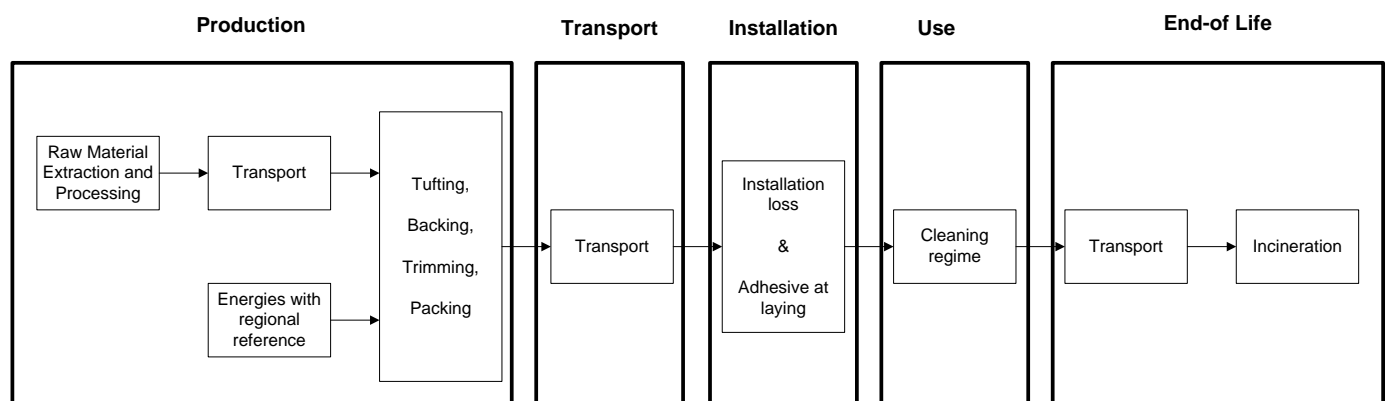 Production
Transport
Installation
Use
End-of Life
Raw Material
Extraction and
Processing
Transport
Energies with
regional
reference
Tufting,
Backing,
Trimming,
Packing
Transport
Installation
loss
&
Adhesive at
laying
Cleaning
regime
Transport
Incineration